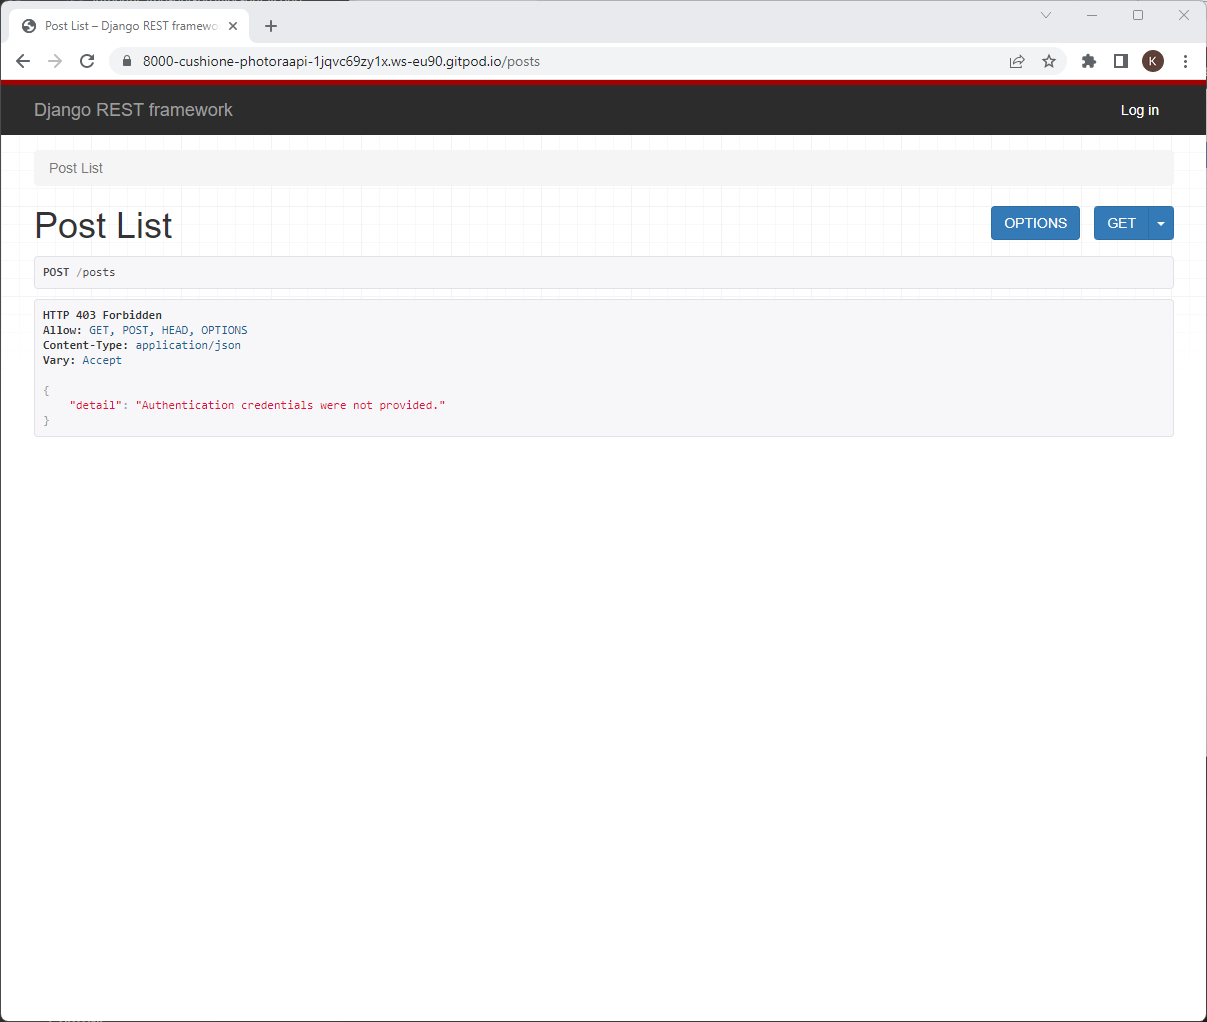 Post List – Django REST framewo
8000-cushione-photoraapi-1jqvc69zy1x.ws-eu90.gitpod.io/posts
K
Django REST framework
Log in
Post List
Post List
OPTIONS
GET
POST /posts
HTTP 403 Forbidden
Allow: GET, POST, HEAD, OPTIONS
Content-Type: application/json
Vary: Accept
{
    "detail": "Authentication credentials were not provided."
}